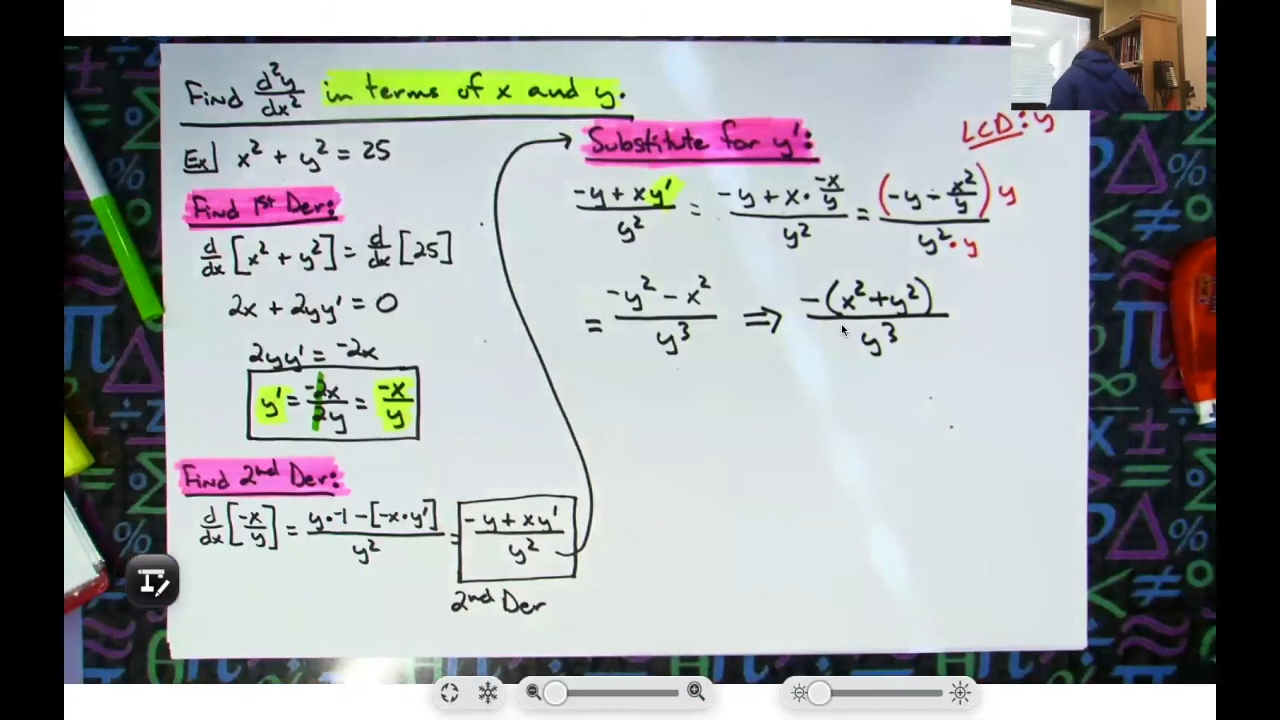 Find d²y/dx² in terms of x and y.
Ex] x² + y² = 25
Find 1st Der:
d/dx [x² + y²] = d/dx [25]
2x + 2yy' = 0
2yy' = -2x
y' = -2x/2y = -x/y
Find 2nd Der:
d/dx [-x/y] = (y·-1 - [-x·y'])/y² = (-y + xy')/y²
2nd Der
Substitute for y':
LCD: y
(-y + xy')/y² = (-y + x·-x/y)/y² = (-y - x²/y) y/y²·y
= (-y² - x²)/y³ ⇒ -(x² + y²)/y³